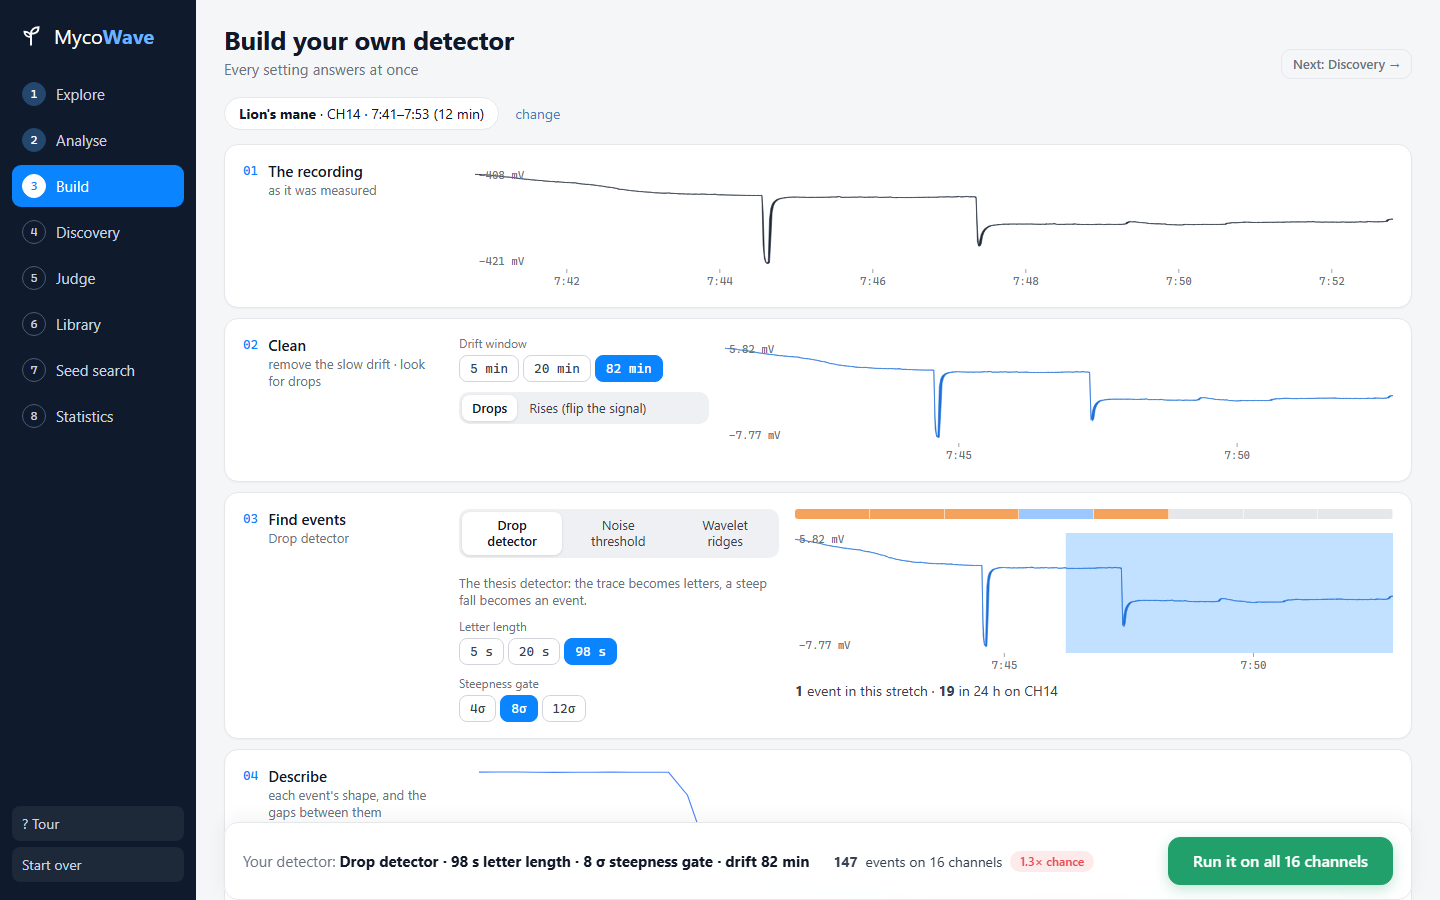 MycoWave
1 Explore
2 Analyse
3 Build
4 Discovery
5 Judge
6 Library
7 Seed search
8 Statistics
? Tour
Start over
Build your own detector
Every setting answers at once
Next: Discovery →
Lion's mane · CH14 · 7:41–7:53 (12 min)
change
01 The recording
as it was measured
−408 mV
−421 mV
7:42 7:44 7:46 7:48 7:50 7:52
02 Clean
remove the slow drift · look
for drops
Drift window
5 min 20 min 82 min
Drops Rises (flip the signal)
5.82 mV
−7.77 mV
7:45 7:50
03 Find events
Drop detector
Drop
detector
Noise
threshold
Wavelet
ridges
The thesis detector: the trace becomes letters, a steep
fall becomes an event.
Letter length
5 s 20 s 98 s
Steepness gate
4σ 8σ 12σ
5.82 mV
−7.77 mV
7:45 7:50
1 event in this stretch · 19 in 24 h on CH14
04 Describe
each event's shape, and the
gaps between them
Your detector: Drop detector · 98 s letter length · 8 σ steepness gate · drift 82 min
147 events on 16 channels
1.3× chance
Run it on all 16 channels